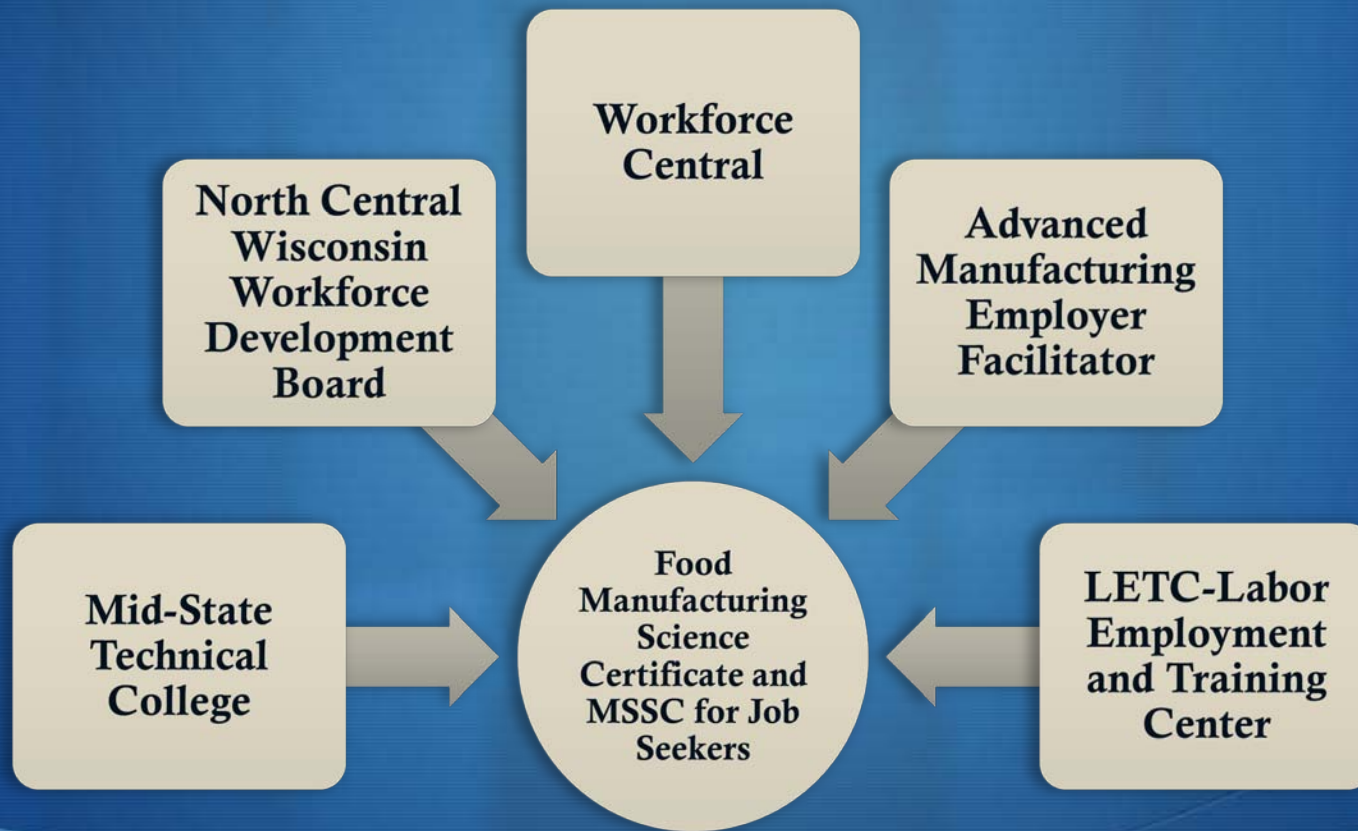 Workforce
Central
North Central
Wisconsin
Workforce
Development
Board
Advanced
Manufacturing
Employer
Facilitator
Mid-State
Technical
College
Food
Manufacturing
Science
Certificate and
MSSC for Job
Seekers
LETC-Labor
Employment
and Training
Center